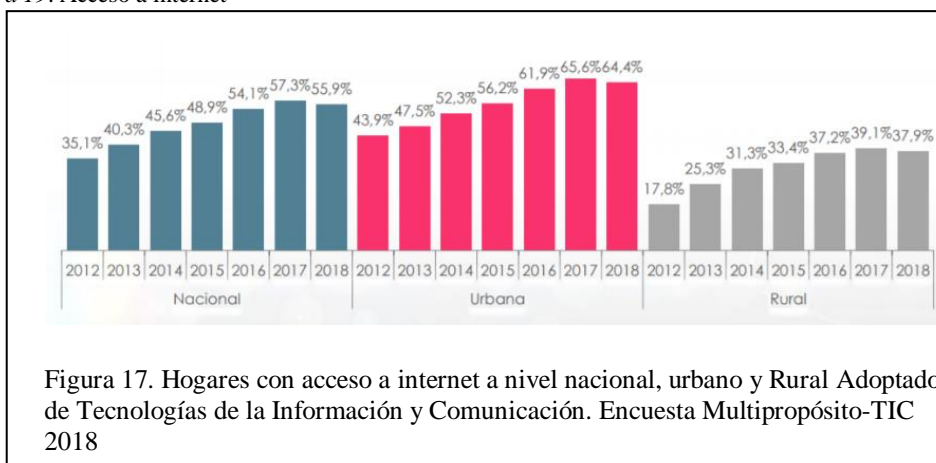 a 19. Acceso a Internet
35,1% 40,3% 45,6% 48,9% 54,1% 57,3% 55,9% 43,9% 47,5% 52,3% 56,2% 61,9% 65,6% 64,4% 17,8% 25,3% 31,3% 33,4% 37,2% 39,1% 37,9%
2012 2013 2014 2015 2016 2017 2018 2012 2013 2014 2015 2016 2017 2018 2012 2013 2014 2015 2016 2017 2018
Nacional Urbana Rural
Figura 17. Hogares con acceso a internet a nivel nacional, urbano y Rural Adoptado
de Tecnologías de la Información y Comunicación. Encuesta Multipropósito-TIC
2018